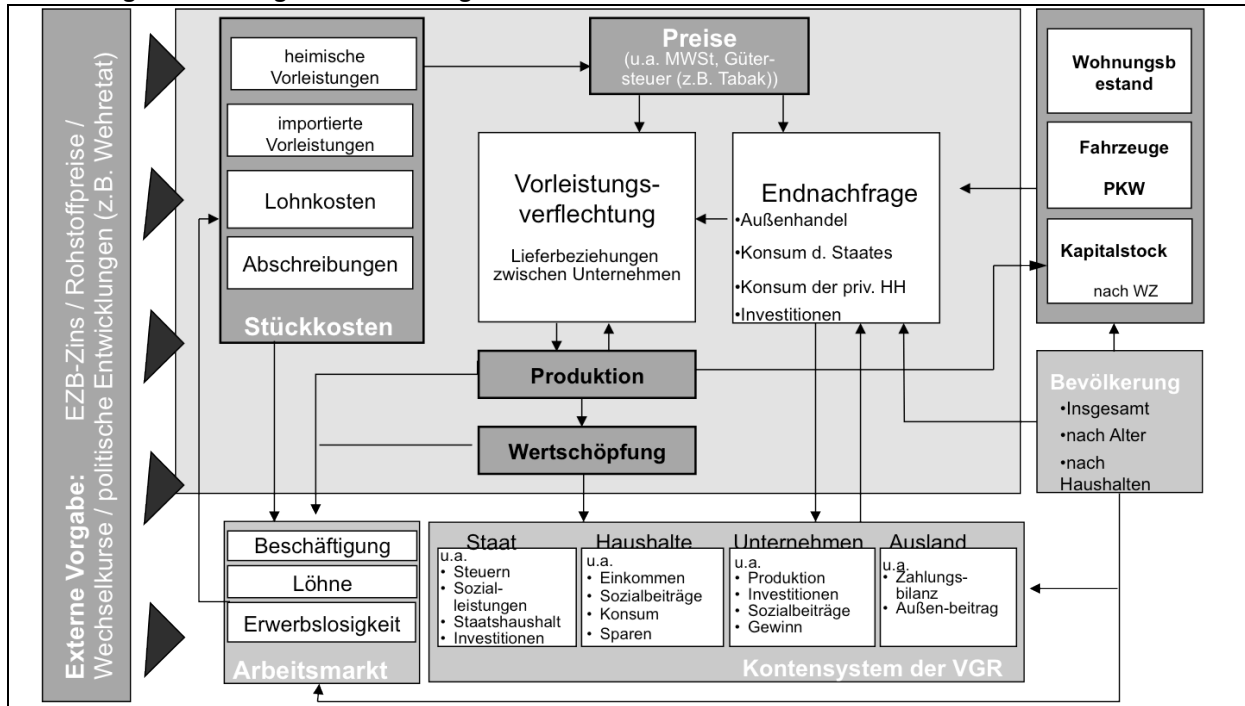 Externe Vorgabe: EZB-Zins / Rohstoffpreise /
Wechselkurse / politische Entwicklungen (z.B. Wehretat)
heimische
Vorleistungen
importierte
Vorleistungen
Lohnkosten
Abschreibungen
Stückkosten
Preise
(u.a. MWSt, Güter-
steuer (z.B. Tabak))
Vorleistungs-
verflechtung
Lieferbeziehungen
zwischen Unternehmen
Endnachfrage
•Außenhandel
•Konsum d. Staates
•Konsum der priv. HH
•Investitionen
Wohnungsb
estand
Fahrzeuge
PKW
Kapitalstock
nach WZ
Produktion
Wertschöpfung
Bevölkerung
•Insgesamt
•nach Alter
•nach
Haushalten
Beschäftigung
Löhne
Erwerbslosigkeit
Arbeitsmarkt
Staat
u.a.
• Steuern
• Sozial-
leistungen
• Staatshaushalt
• Investitionen
Haushalte
u.a.
• Einkommen
• Sozialbeiträge
• Konsum
• Sparen
Unternehmen
u.a.
• Produktion
• Investitionen
• Sozialbeiträge
• Gewinn
Ausland
u.a.
• Zahlungs-
bilanz
• Außen-beitrag
Kontensystem der VGR